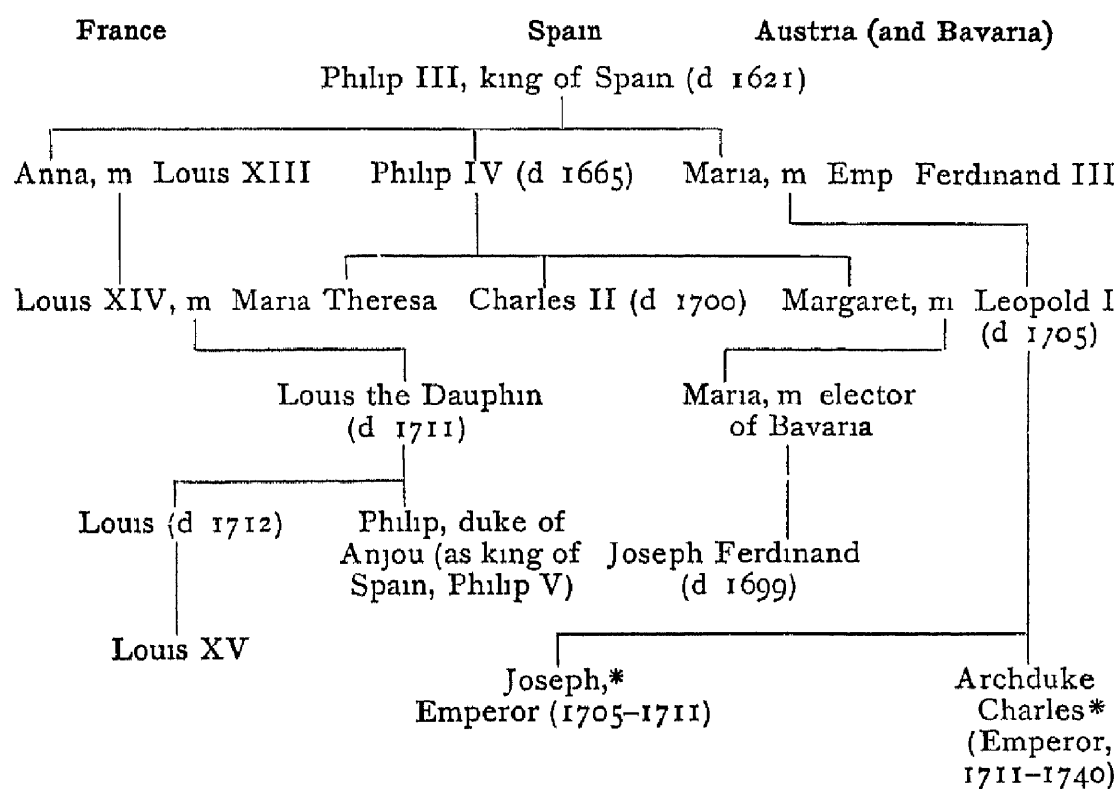 France Spain Austria (and Bavaria)
Philip III, king of Spain (d 1621)
Anna, m Louis XIII Philip IV (d 1665) Maria, m Emp Ferdinand III
Louis XIV, m Maria Theresa Charles II (d 1700) Margaret, m Leopold I
(d 1705)
Louis the Dauphin
(d 1711)
Maria, m elector
of Bavaria
Louis (d 1712)
Philip, duke of
Anjou (as king of
Spain, Philip V)
Joseph Ferdinand
(d 1699)
Louis XV
Joseph,*
Emperor (1705–1711)
Archduke
Charles*
(Emperor,
1711–1740)